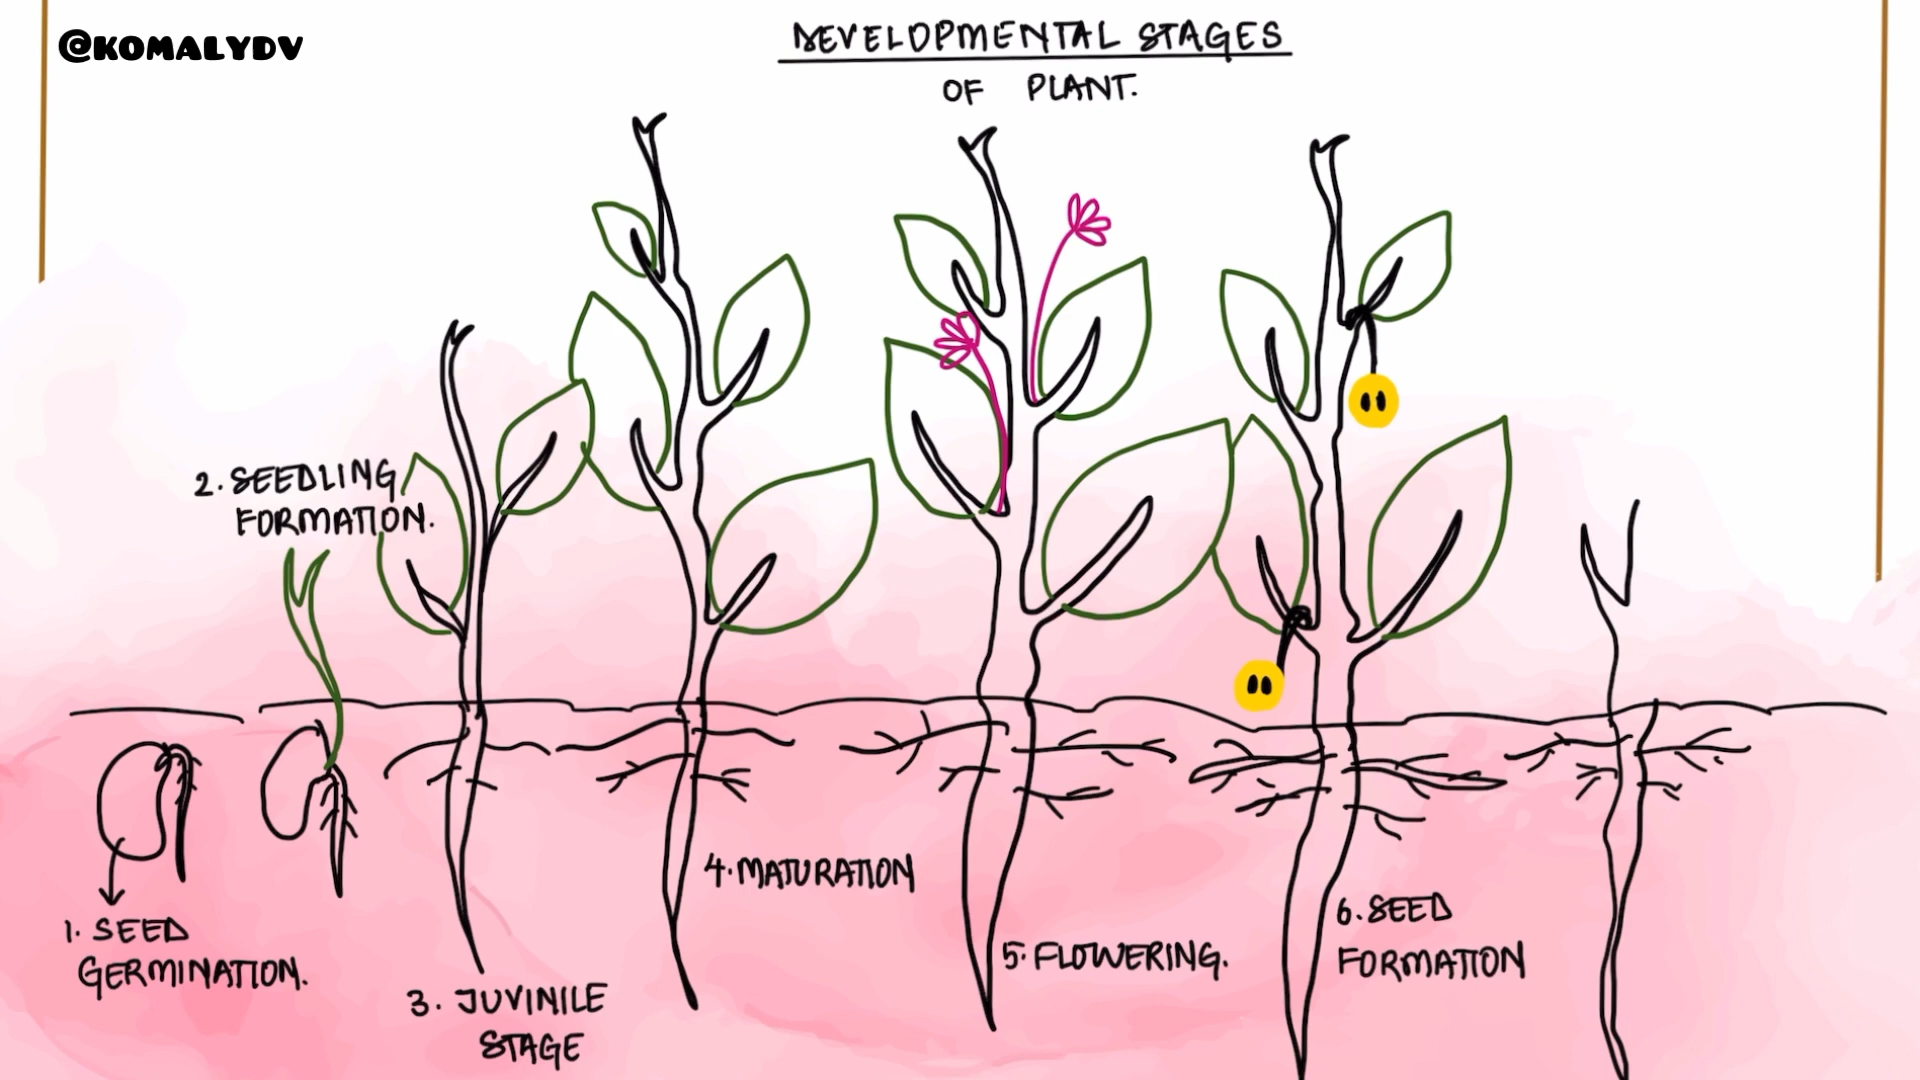 @KOMALYDV
DEVELOPMENTAL STAGES
OF PLANT.
2. SEEDLING
FORMATION.
4. MATURATION
6. SEED
FORMATION
1. SEED
GERMINATION.
5. FLOWERING.
3. JUVINILE
STAGE